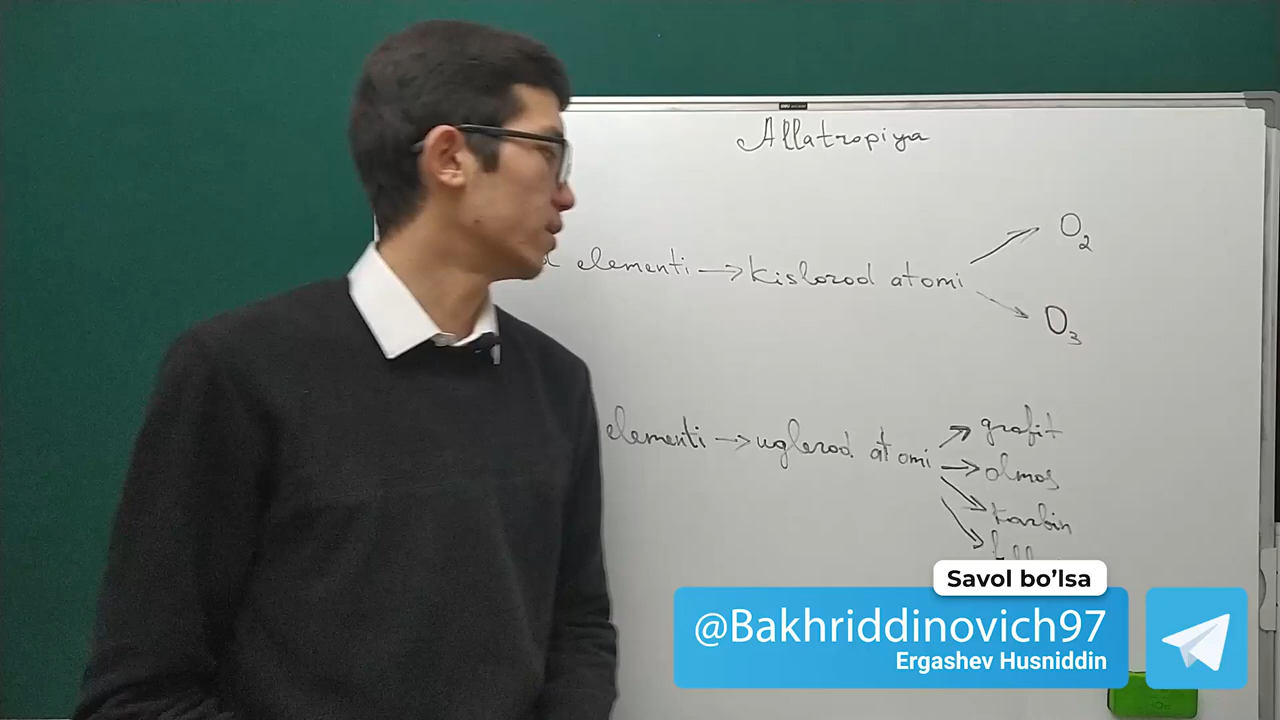 Allatropiya
elementi → kislorod atomi
O2
O3
elementi → uglerod atomi
grafit
olmos
karbin
Savol bo'lsa
@Bakhriddinovich97
Ergashev Husniddin